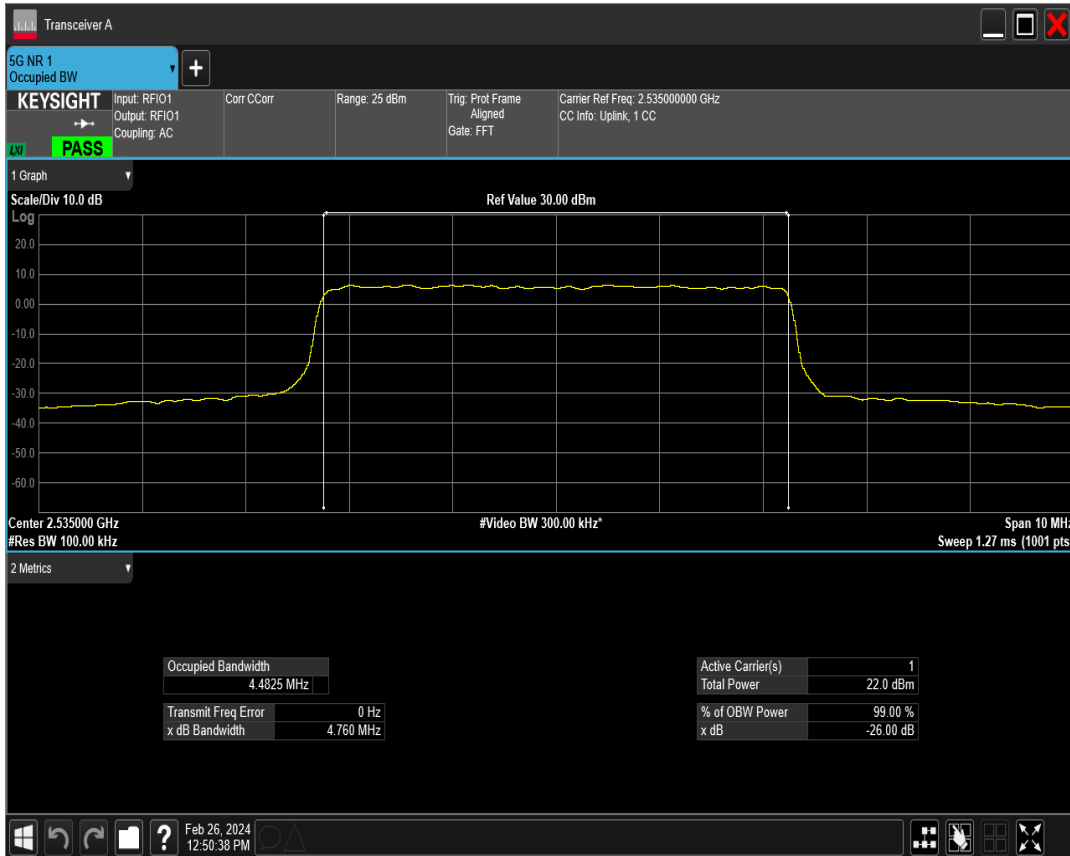 Transceiver A
5G NR 1
Occupied BW
KEYSIGHT
LXI
PASS
Input: RFIO1
Output: RFIO1
Coupling: AC
Corr CCorr
Range: 25 dBm
Trig: Prot Frame
Aligned
Gate: FFT
Carrier Ref Freq: 2.535000000 GHz
CC Info: Uplink, 1 CC
1 Graph
Scale/Div 10.0 dB
Ref Value 30.00 dBm
Log
20.0
10.0
0.00
-10.0
-20.0
-30.0
-40.0
-50.0
-60.0
Center 2.535000 GHz
#Video BW 300.00 kHz*
Span 10 MHz
#Res BW 100.00 kHz
Sweep 1.27 ms (1001 pts
2 Metrics
Occupied Bandwidth
4.4825 MHz
Transmit Freq Error 0 Hz
x dB Bandwidth 4.760 MHz
Active Carrier(s) 1
Total Power 22.0 dBm
% of OBW Power 99.00 %
x dB -26.00 dB
?
Feb 26, 2024
12:50:38 PM